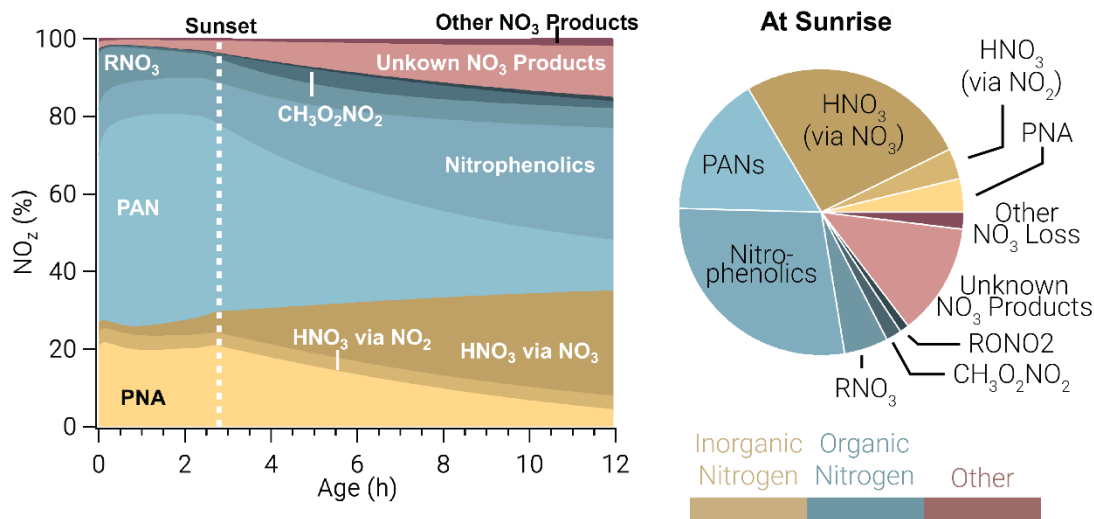 Sunset
Other NO₃ Products
100
80
60
40
20
0
NO_z (%)
RNO₃
Unkown NO₃ Products
CH₃O₂NO₂
Nitrophenolics
PAN
HNO₃ via NO₂
HNO₃ via NO₃
PNA
0 2 4 6 8 10 12
Age (h)
At Sunrise
HNO₃
(via NO₂)
HNO₃
(via NO₃)
PNA
PANs
Other
NO₃ Loss
Nitro-
phenolics
Unknown
NO₃ Products
RONO2
CH₃O₂NO₂
RNO₃
Inorganic
Nitrogen
Organic
Nitrogen
Other